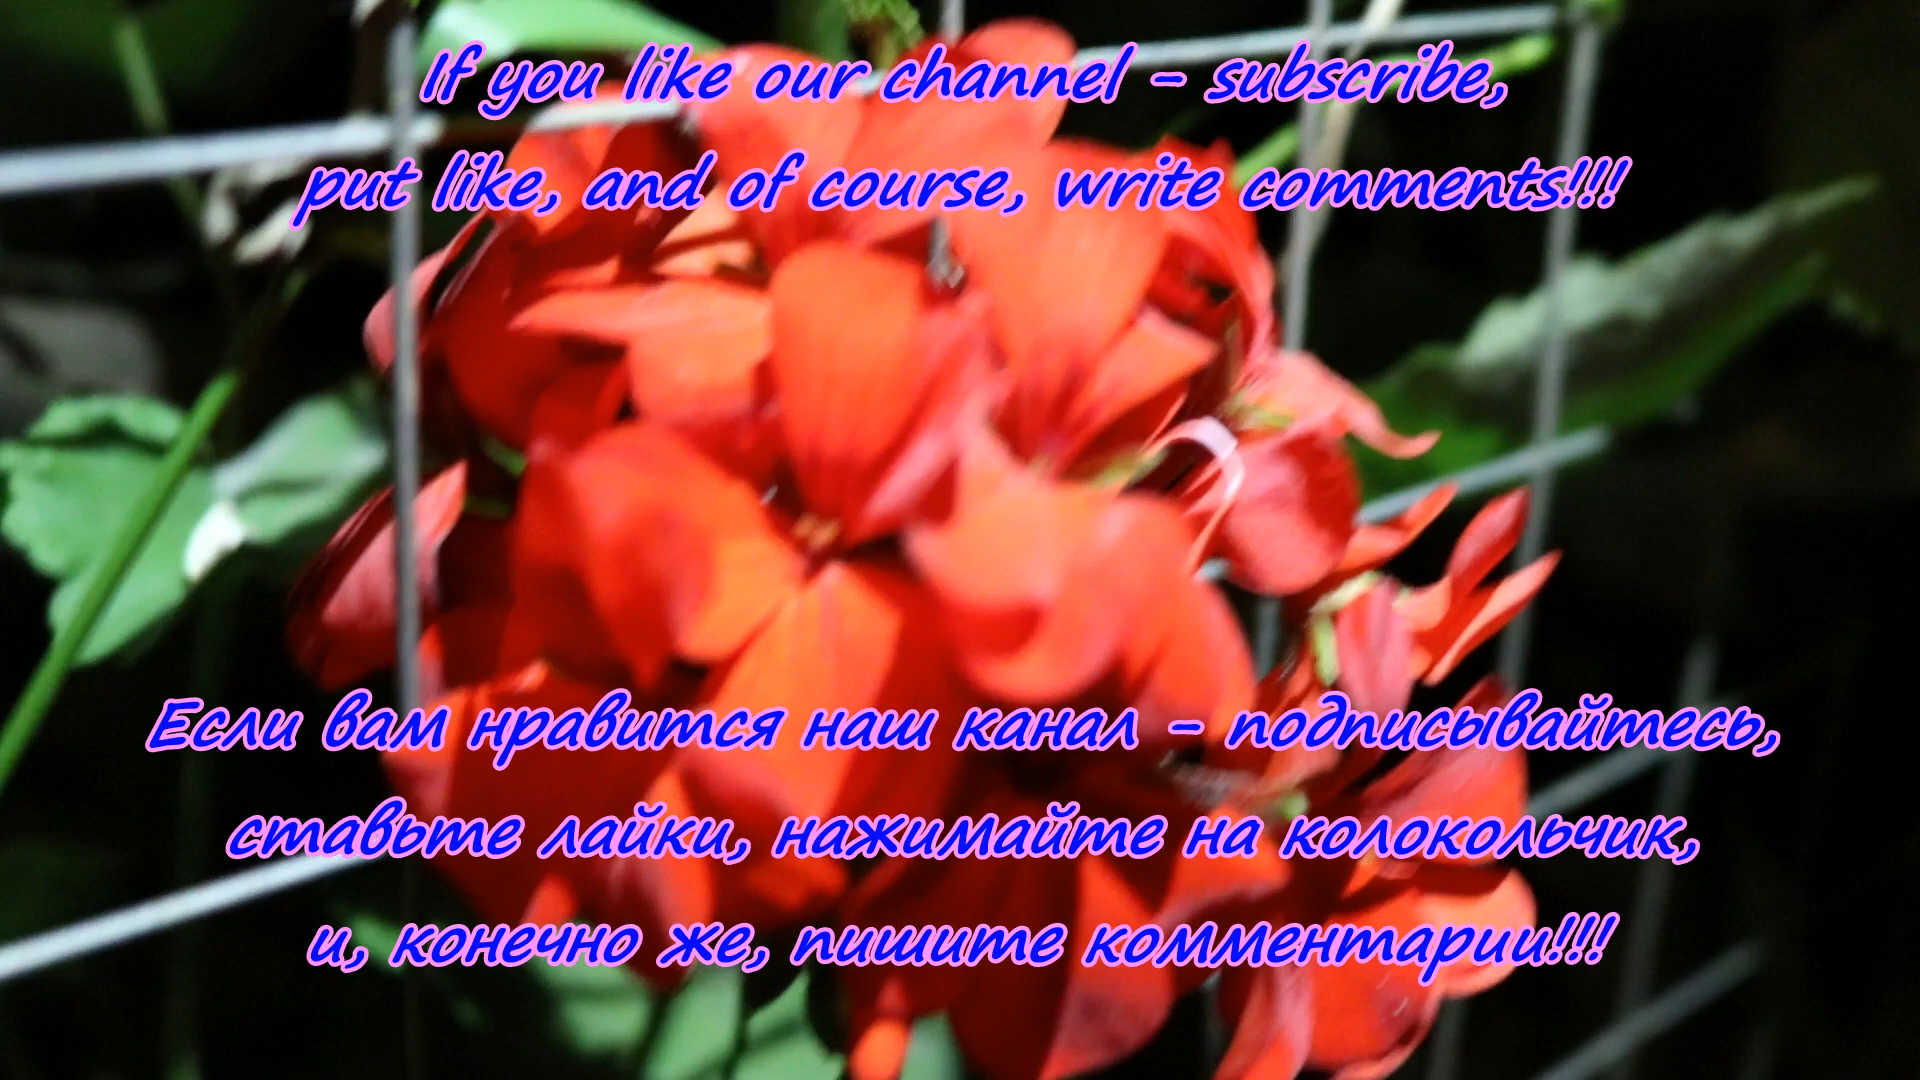 If you like our channel - subscribe,
put like, and of course, write comments!!!
Если вам нравится наш канал - подписывайтесь,
ставьте лайки, нажимайте на колокольчик,
и, конечно же, пишите комментарии!!!